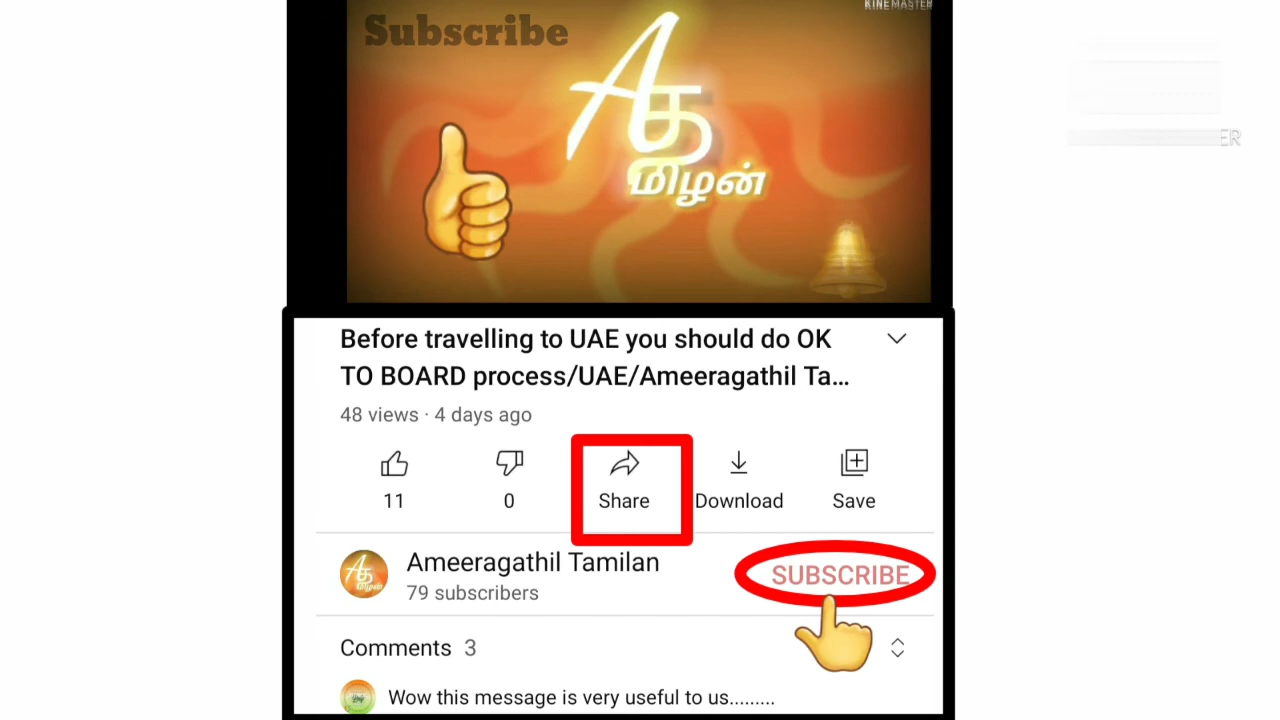 Subscribe
KINEMASTER
Aத
மிழன்
ER
Before travelling to UAE you should do OK
TO BOARD process/UAE/Ameeragathil Ta...
48 views · 4 days ago
11
0
Share
Download
Save
Ameeragathil Tamilan
79 subscribers
SUBSCRIBE
Comments 3
Wow this message is very useful to us.........